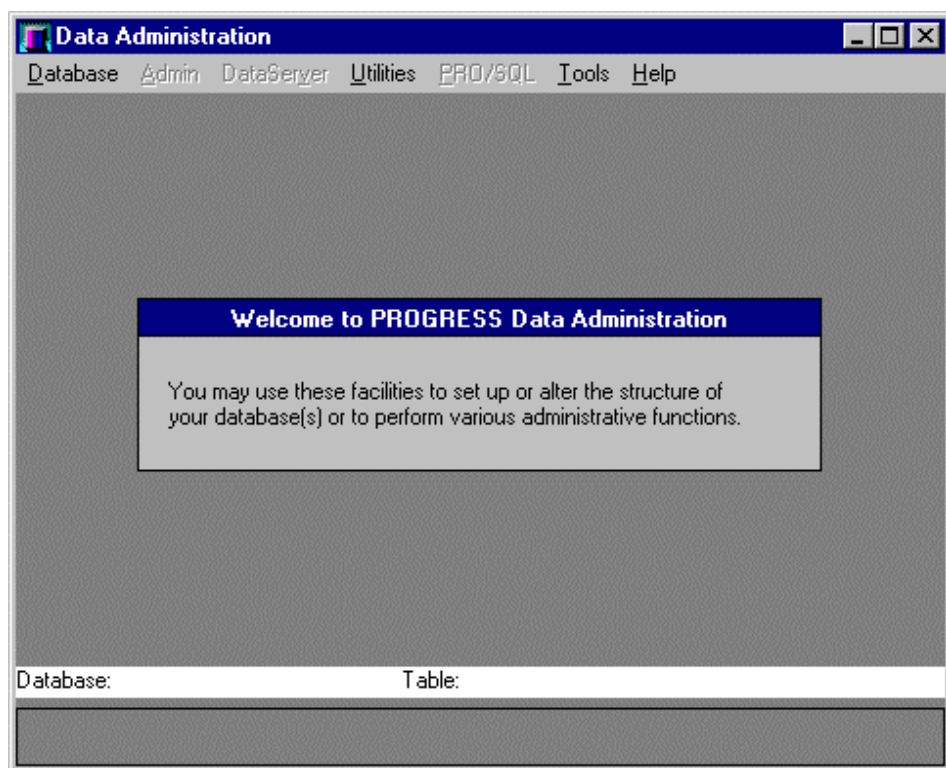 Data Administration
Database Admin DataServer Utilities PRO/SQL Tools Help
Welcome to PROGRESS Data Administration
You may use these facilities to set up or alter the structure of
your database(s) or to perform various administrative functions.
Database: Table: